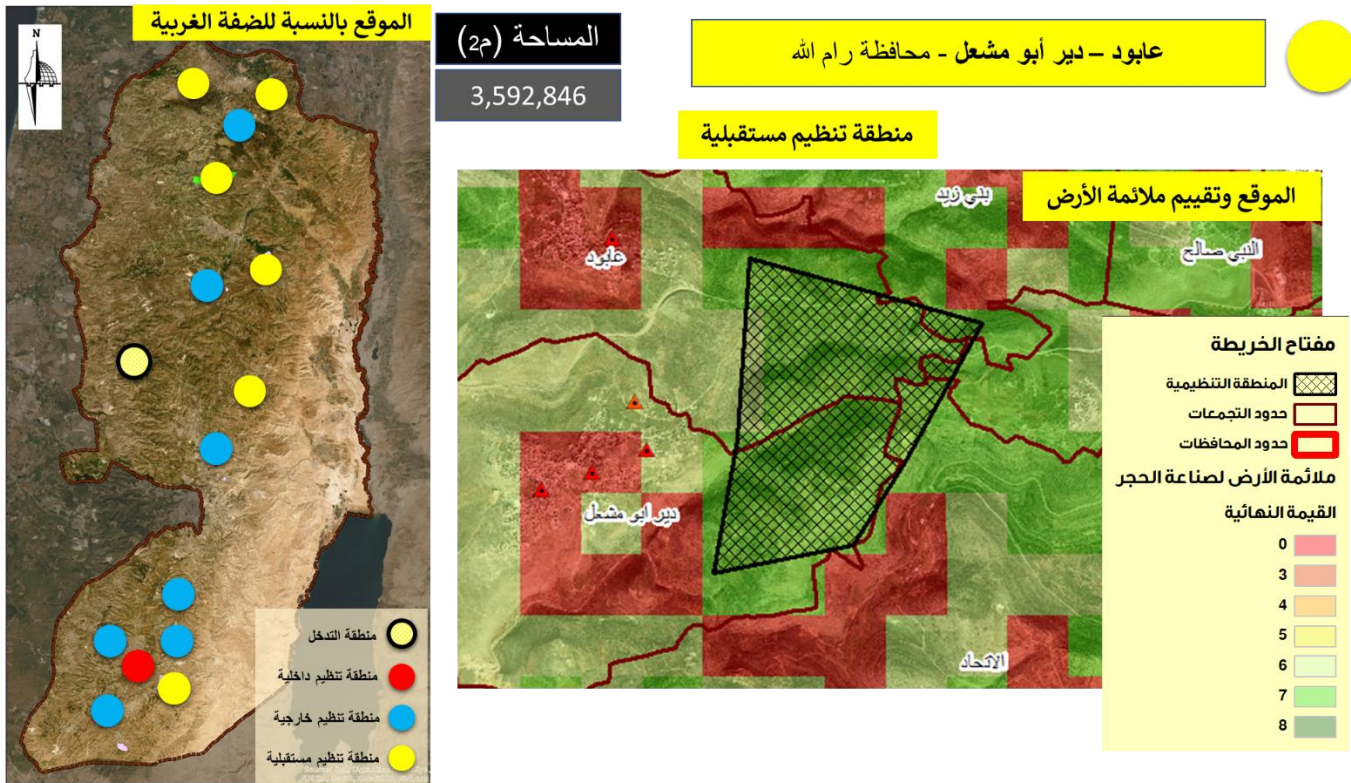 الموقع بالنسبة للضفة الغربية
N
المساحة (م2)
3,592,846
عابود – دير أبو مشعل - محافظة رام الله
منطقة تنظيم مستقبلية
الموقع وتقييم ملائمة الأرض
بني زيد
عابود
النبي صالح
دير ابو مشعل
الاتحاد
مفتاح الخريطة
المنطقة التنظيمية
حدود التجمعات
حدود المحافظات
ملائمة الأرض لصناعة الحجر
القيمة النهائية
0
3
4
5
6
7
8
منطقة التدخل
منطقة تنظيم داخلية
منطقة تنظيم خارجية
منطقة تنظيم مستقبلية